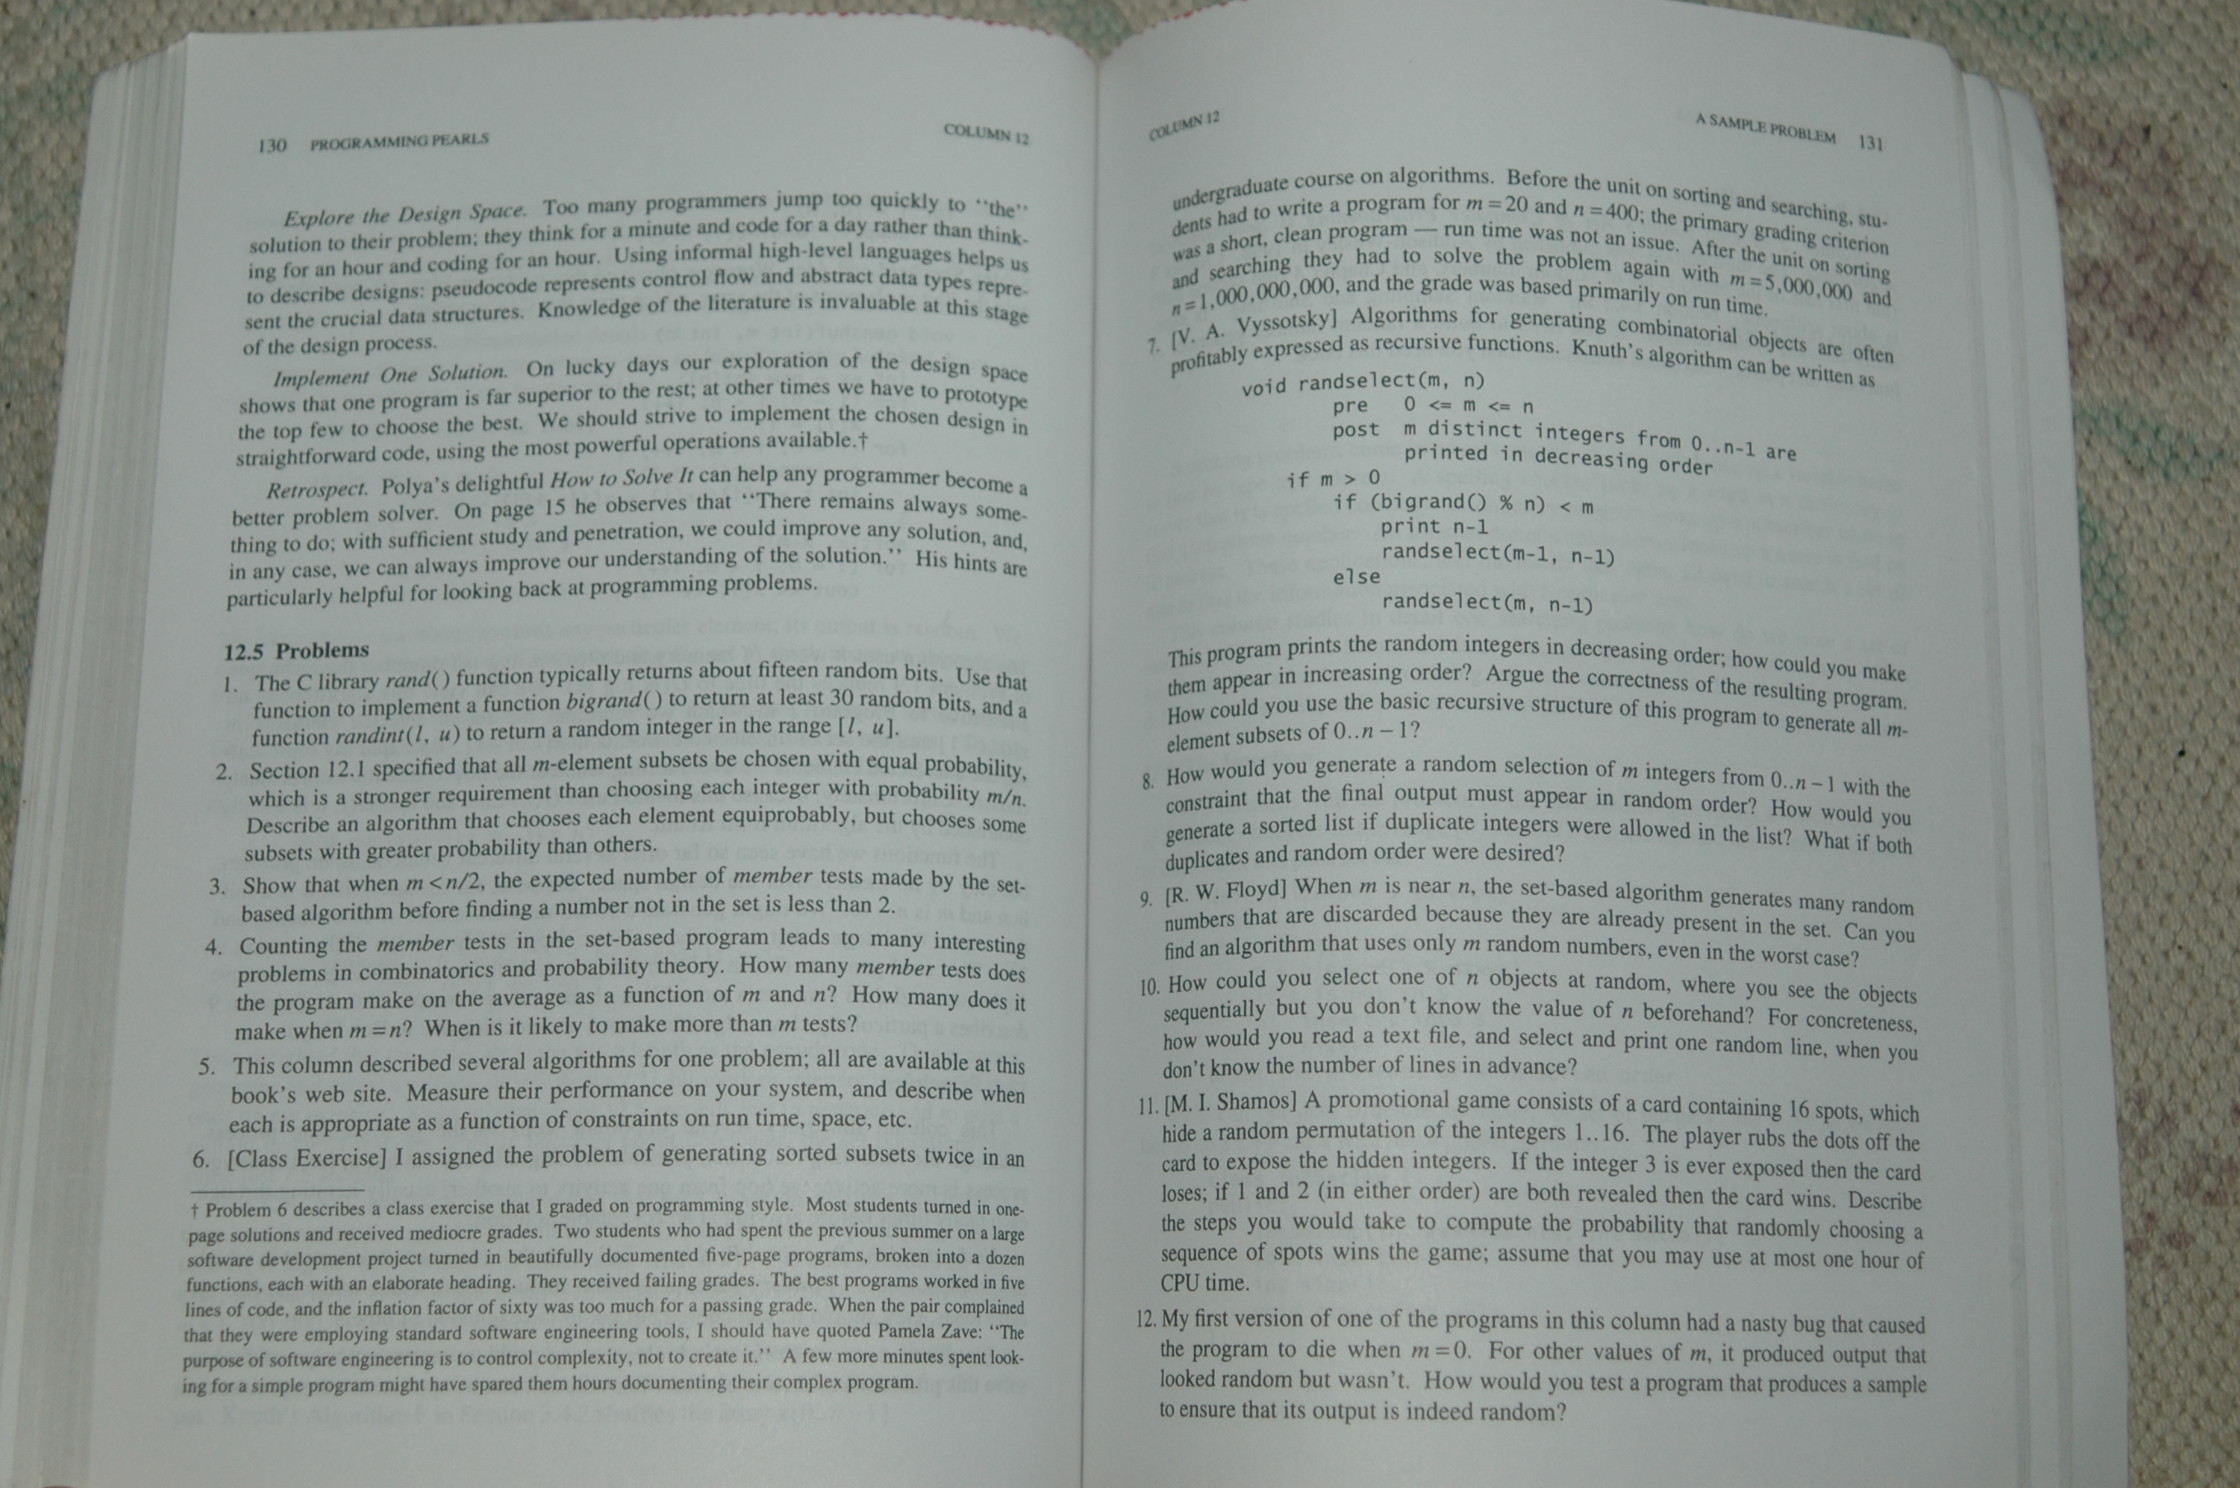 130 PROGRAMMING PEARLS COLUMN 12
Explore the Design Space. Too many programmers jump too quickly to ‘‘the’’
solution to their problem; they think for a minute and code for a day rather than think-
ing for an hour and coding for an hour. Using informal high-level languages helps us
to describe designs: pseudocode represents control flow and abstract data types repre-
sent the crucial data structures. Knowledge of the literature is invaluable at this stage
of the design process.
Implement One Solution. On lucky days our exploration of the design space
shows that one program is far superior to the rest; at other times we have to prototype
the top few to choose the best. We should strive to implement the chosen design in
straightforward code, using the most powerful operations available.†
Retrospect. Polya’s delightful How to Solve It can help any programmer become a
better problem solver. On page 15 he observes that ‘‘There remains always some-
thing to do; with sufficient study and penetration, we could improve any solution, and,
in any case, we can always improve our understanding of the solution.’’ His hints are
particularly helpful for looking back at programming problems.
12.5 Problems
1. The C library rand( ) function typically returns about fifteen random bits. Use that
function to implement a function bigrand( ) to return at least 30 random bits, and a
function randint(l, u) to return a random integer in the range [l, u].
2. Section 12.1 specified that all m-element subsets be chosen with equal probability,
which is a stronger requirement than choosing each integer with probability m/n.
Describe an algorithm that chooses each element equiprobably, but chooses some
subsets with greater probability than others.
3. Show that when m < n/2, the expected number of member tests made by the set-
based algorithm before finding a number not in the set is less than 2.
4. Counting the member tests in the set-based program leads to many interesting
problems in combinatorics and probability theory. How many member tests does
the program make on the average as a function of m and n? How many does it
make when m = n? When is it likely to make more than m tests?
5. This column described several algorithms for one problem; all are available at this
book’s web site. Measure their performance on your system, and describe when
each is appropriate as a function of constraints on run time, space, etc.
6. [Class Exercise] I assigned the problem of generating sorted subsets twice in an
† Problem 6 describes a class exercise that I graded on programming style. Most students turned in one-
page solutions and received mediocre grades. Two students who had spent the previous summer on a large
software development project turned in beautifully documented five-page programs, broken into a dozen
functions, each with an elaborate heading. They received failing grades. The best programs worked in five
lines of code, and the inflation factor of sixty was too much for a passing grade. When the pair complained
that they were employing standard software engineering tools, I should have quoted Pamela Zave: ‘‘The
purpose of software engineering is to control complexity, not to create it.’’ A few more minutes spent look-
ing for a simple program might have spared them hours documenting their complex program.
COLUMN 12 A SAMPLE PROBLEM 131
undergraduate course on algorithms. Before the unit on sorting and searching, stu-
dents had to write a program for m = 20 and n = 400; the primary grading criterion
was a short, clean program — run time was not an issue. After the unit on sorting
and searching they had to solve the problem again with m = 5,000,000 and
n = 1,000,000,000, and the grade was based primarily on run time.
7. [V. A. Vyssotsky] Algorithms for generating combinatorial objects are often
profitably expressed as recursive functions. Knuth’s algorithm can be written as
void randselect(m, n)
pre 0 <= m <= n
post m distinct integers from 0..n-1 are
printed in decreasing order
if m > 0
if (bigrand() % n) < m
print n-1
randselect(m-1, n-1)
else
randselect(m, n-1)
This program prints the random integers in decreasing order; how could you make
them appear in increasing order? Argue the correctness of the resulting program.
How could you use the basic recursive structure of this program to generate all m-
element subsets of 0..n − 1?
8. How would you generate a random selection of m integers from 0..n − 1 with the
constraint that the final output must appear in random order? How would you
generate a sorted list if duplicate integers were allowed in the list? What if both
duplicates and random order were desired?
9. [R. W. Floyd] When m is near n, the set-based algorithm generates many random
numbers that are discarded because they are already present in the set. Can you
find an algorithm that uses only m random numbers, even in the worst case?
10. How could you select one of n objects at random, where you see the objects
sequentially but you don’t know the value of n beforehand? For concreteness,
how would you read a text file, and select and print one random line, when you
don’t know the number of lines in advance?
11. [M. I. Shamos] A promotional game consists of a card containing 16 spots, which
hide a random permutation of the integers 1..16. The player rubs the dots off the
card to expose the hidden integers. If the integer 3 is ever exposed then the card
loses; if 1 and 2 (in either order) are both revealed then the card wins. Describe
the steps you would take to compute the probability that randomly choosing a
sequence of spots wins the game; assume that you may use at most one hour of
CPU time.
12. My first version of one of the programs in this column had a nasty bug that caused
the program to die when m = 0. For other values of m, it produced output that
looked random but wasn’t. How would you test a program that produces a sample
to ensure that its output is indeed random?